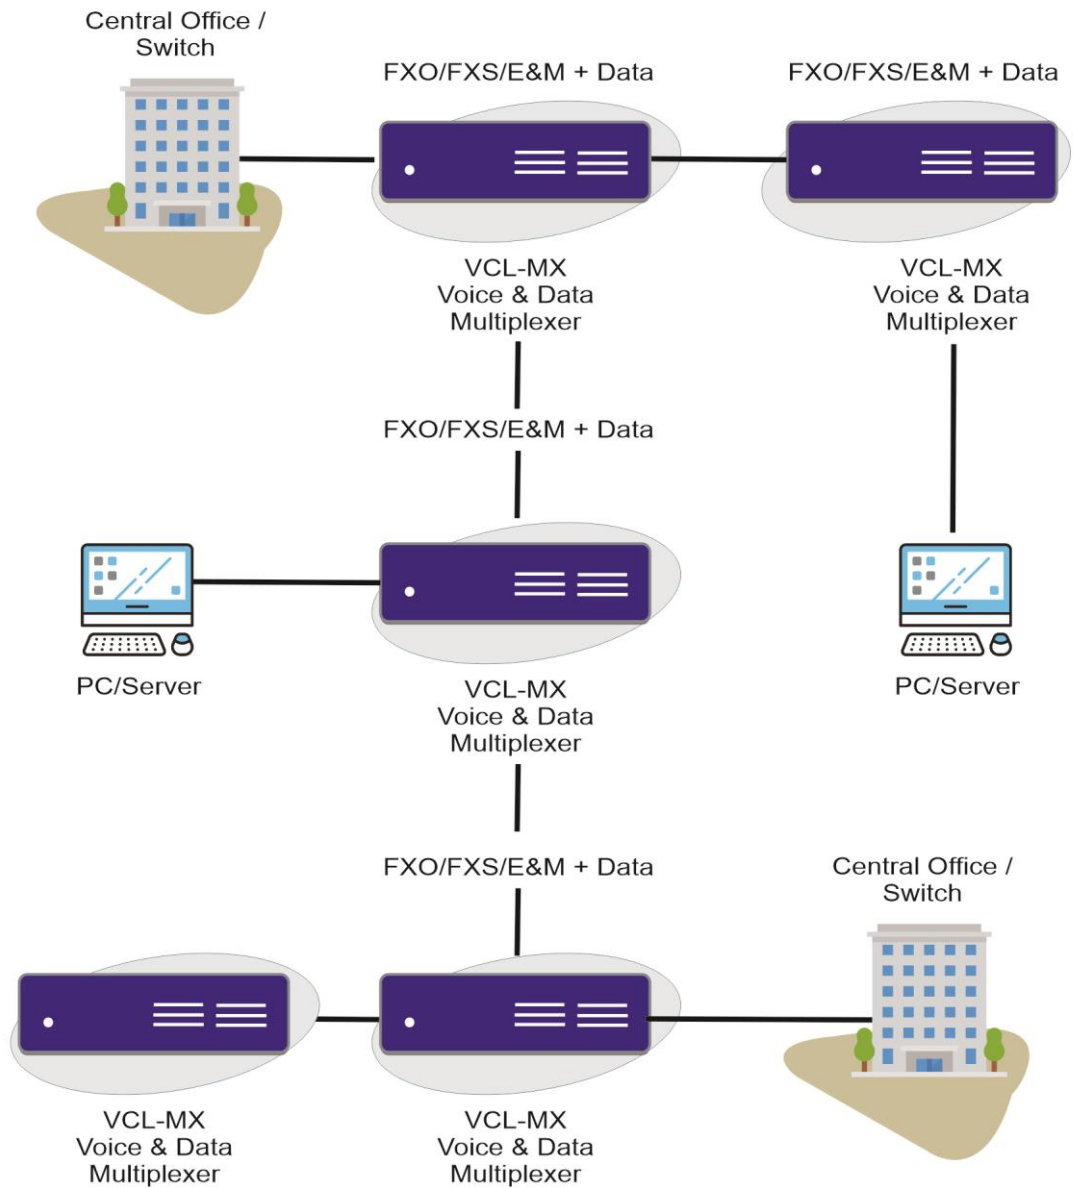 Central Office /
Switch
FXO/FXS/E&M + Data
FXO/FXS/E&M + Data
VCL-MX
Voice & Data
Multiplexer
VCL-MX
Voice & Data
Multiplexer
FXO/FXS/E&M + Data
PC/Server
VCL-MX
Voice & Data
Multiplexer
PC/Server
FXO/FXS/E&M + Data
Central Office /
Switch
VCL-MX
Voice & Data
Multiplexer
VCL-MX
Voice & Data
Multiplexer